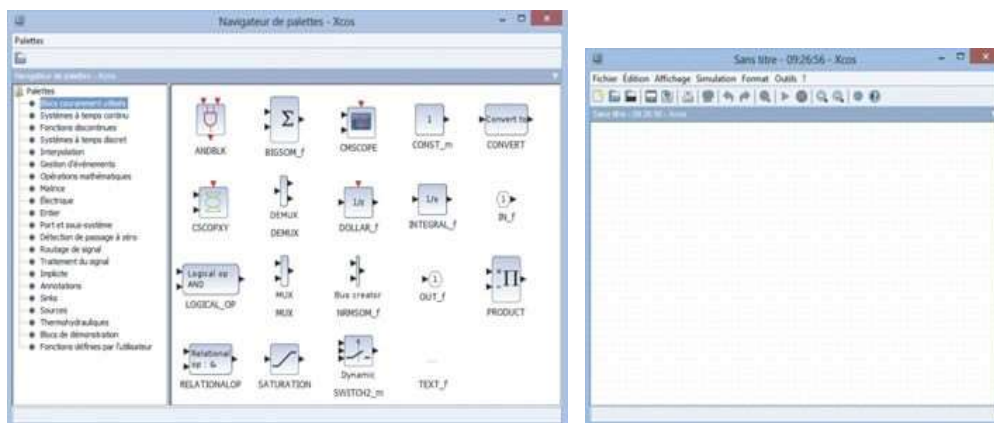 Navigateur de palettes - Xcos
Palettes
Navigateur de palettes - Xcos
Palettes
Blocs couramment utilisés
Systèmes à temps continu
Fonctions discontinues
Systèmes à temps discret
Interpolation
Gestion d'événements
Opérations mathématiques
Matrice
Électrique
Entier
Port et sous-système
Détection de passage à zéro
Routage de signal
Traitement du signal
Implicite
Annotations
Sinks
Sources
Thermohydrauliques
Blocs de démonstration
Fonctions définies par l'utilisateur
Σ
1
Convert to
ANDBLK
BIGSOM_f
CMSCOPE
CONST_m
CONVERT
1/z
1/s
1
DEMUX
CSCOPXY
DEMUX
DOLLAR_f
INTEGRAL_f
IN_f
Logical op
AND
MUX
Bus creator
1
Π
LOGICAL_OP
MUX
NRMSOM_f
OUT_f
PRODUCT
Relational
op : &
Dynamic
...
RELATIONALOP
SATURATION
SWITCH2_m
TEXT_f
Sans titre - 09:26:56 - Xcos
Fichier Édition Affichage Simulation Format Outils ?
Sans titre - 09:26:56 - Xcos